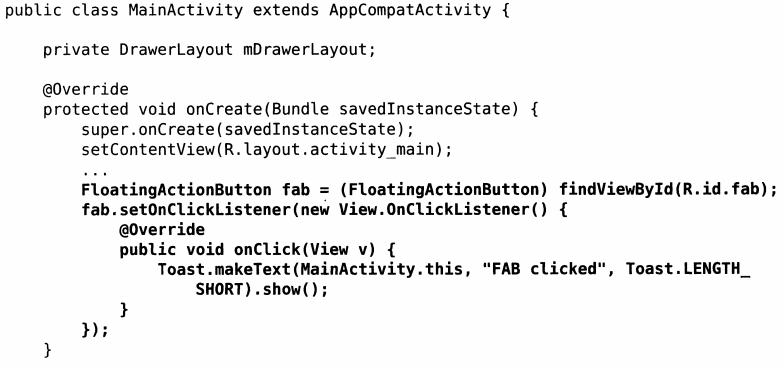 public class MainActivity extends AppCompatActivity {
    private DrawerLayout mDrawerLayout;
    @Override
    protected void onCreate(Bundle savedInstanceState) {
        super.onCreate(savedInstanceState);
        setContentView(R.layout.activity_main);
        ...
        FloatingActionButton fab = (FloatingActionButton) findViewById(R.id.fab);
        fab.setOnClickListener(new View.OnClickListener() {
            @Override
            public void onClick(View v) {
                Toast.makeText(MainActivity.this, "FAB clicked", Toast.LENGTH_
                    SHORT).show();
            }
        });
    }